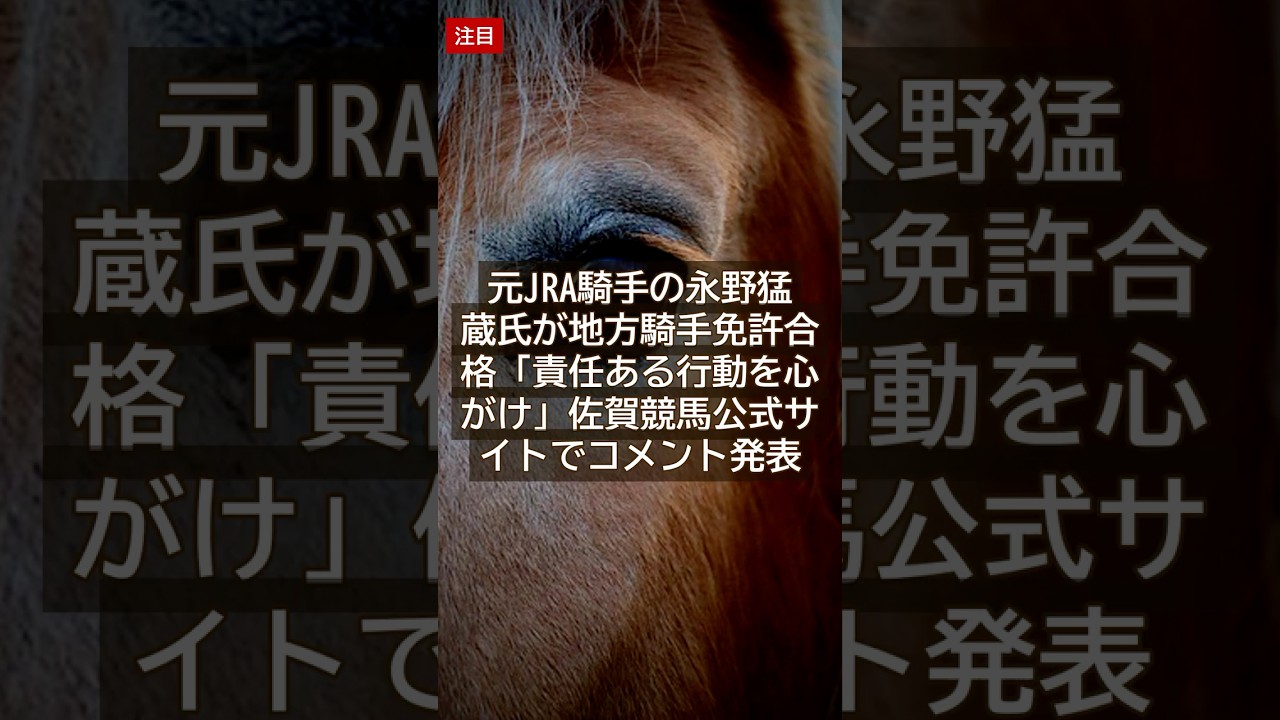 注目
元JRA騎手の永野猛
蔵氏が地方騎手免許合
格「責任ある行動を心
がけ」佐賀競馬公式サ
イトでコメント発表